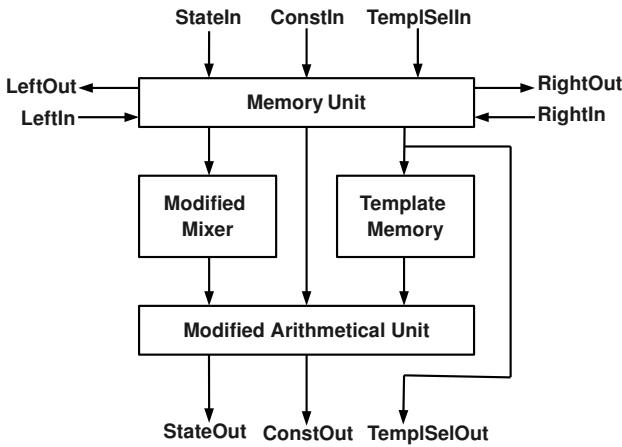 StateIn ConstIn TemplSelIn
LeftOut
RightOut
Memory Unit
LeftIn
RightIn
Modified
Mixer
Template
Memory
Modified Arithmetical Unit
StateOut ConstOut TemplSelOut